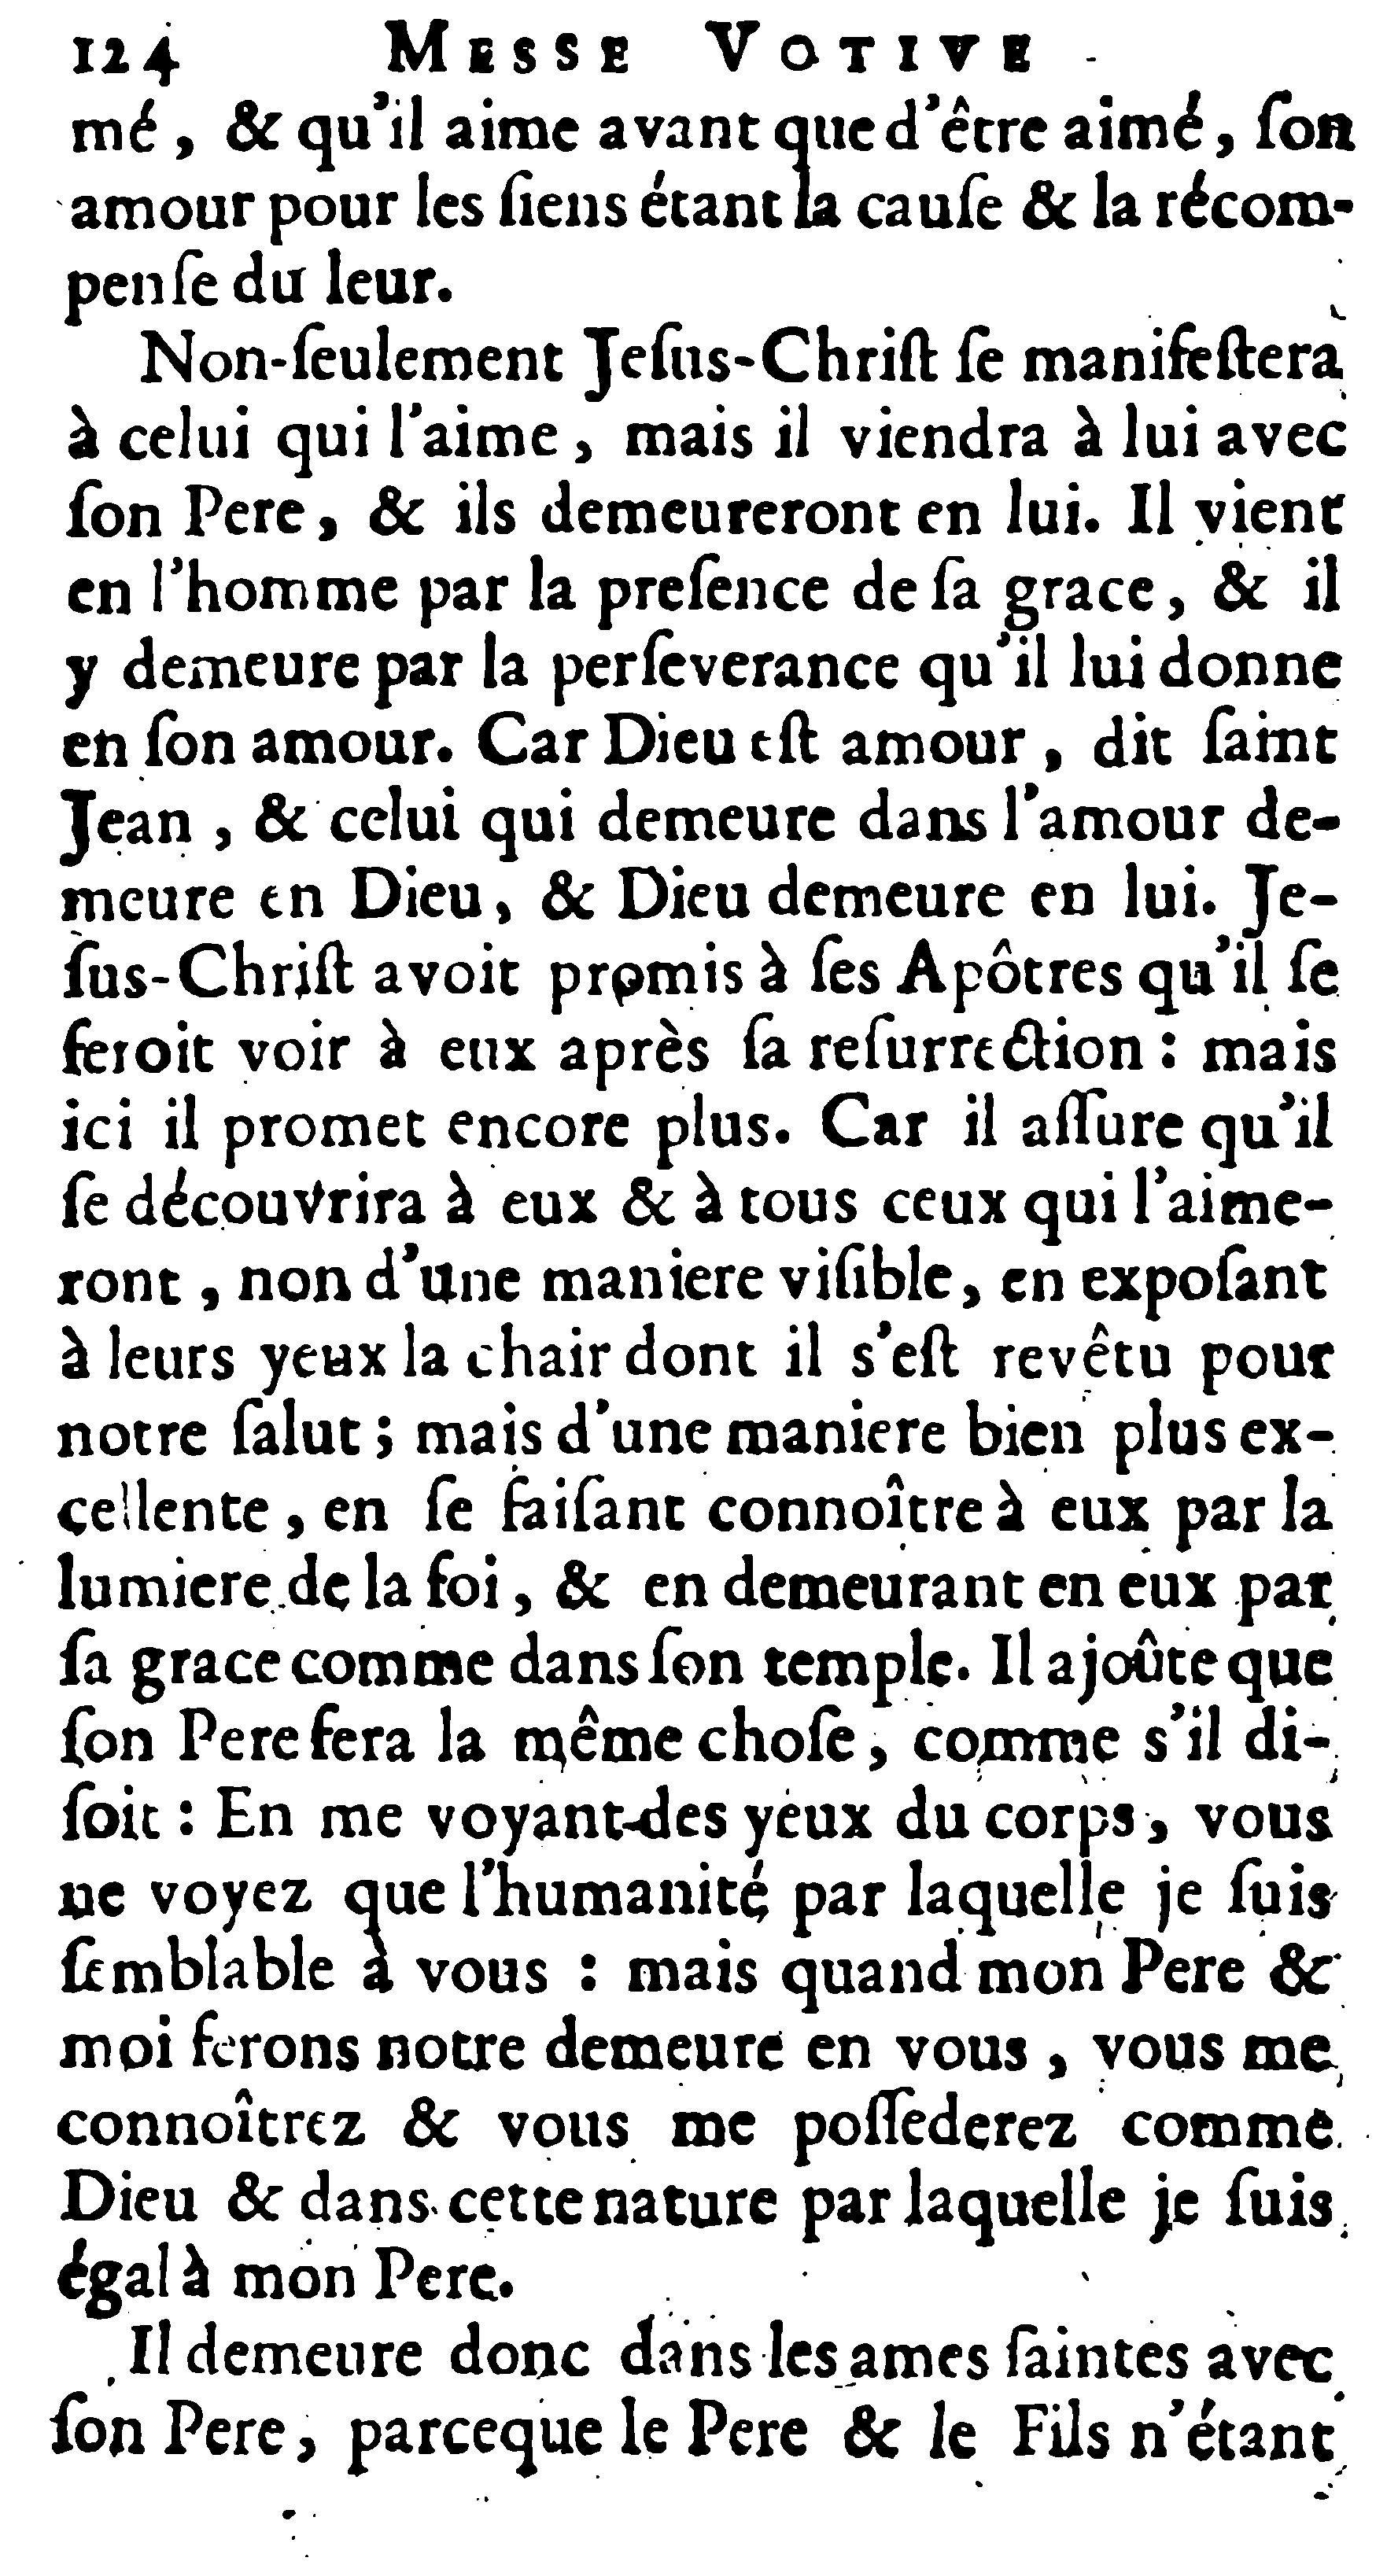 124 MESSE VOTIVE
mé, & qu'il aime avant que d'être aimé, ſon
amour pour les ſiens étant la cauſe & la récom-
penſe du leur.
Non-ſeulement Jeſus-Chriſt ſe manifeſtera
à celui qui l'aime, mais il viendra à lui avec
ſon Pere, & ils demeureront en lui. Il vient
en l'homme par la preſence de ſa grace, & il
y demeure par la perſeverance qu'il lui donne
en ſon amour. Car Dieu eſt amour, dit ſaint
Jean, & celui qui demeure dans l'amour de-
meure en Dieu, & Dieu demeure en lui. Je-
ſus-Chriſt avoit promis à ſes Apôtres qu'il ſe
feroit voir à eux après ſa reſurrection : mais
ici il promet encore plus. Car il aſſure qu'il
ſe découvrira à eux & à tous ceux qui l'aime-
ront, non d'une maniere viſible, en expoſant
à leurs yeux la chair dont il s'eſt revêtu pour
notre ſalut ; mais d'une maniere bien plus ex-
cellente, en ſe faiſant connoître à eux par la
lumiere de la foi, & en demeurant en eux par
ſa grace comme dans ſon temple. Il ajoûte que
ſon Pere fera la même choſe, comme s'il di-
ſoit : En me voyant des yeux du corps, vous
ne voyez que l'humanité par laquelle je ſuis
ſemblable à vous : mais quand mon Pere &
moi ferons notre demeure en vous, vous me
connoîtrez & vous me poſſederez comme
Dieu & dans cette nature par laquelle je ſuis
égal à mon Pere.
Il demeure donc dans les ames ſaintes avec
ſon Pere, parceque le Pere & le Fils n'étant